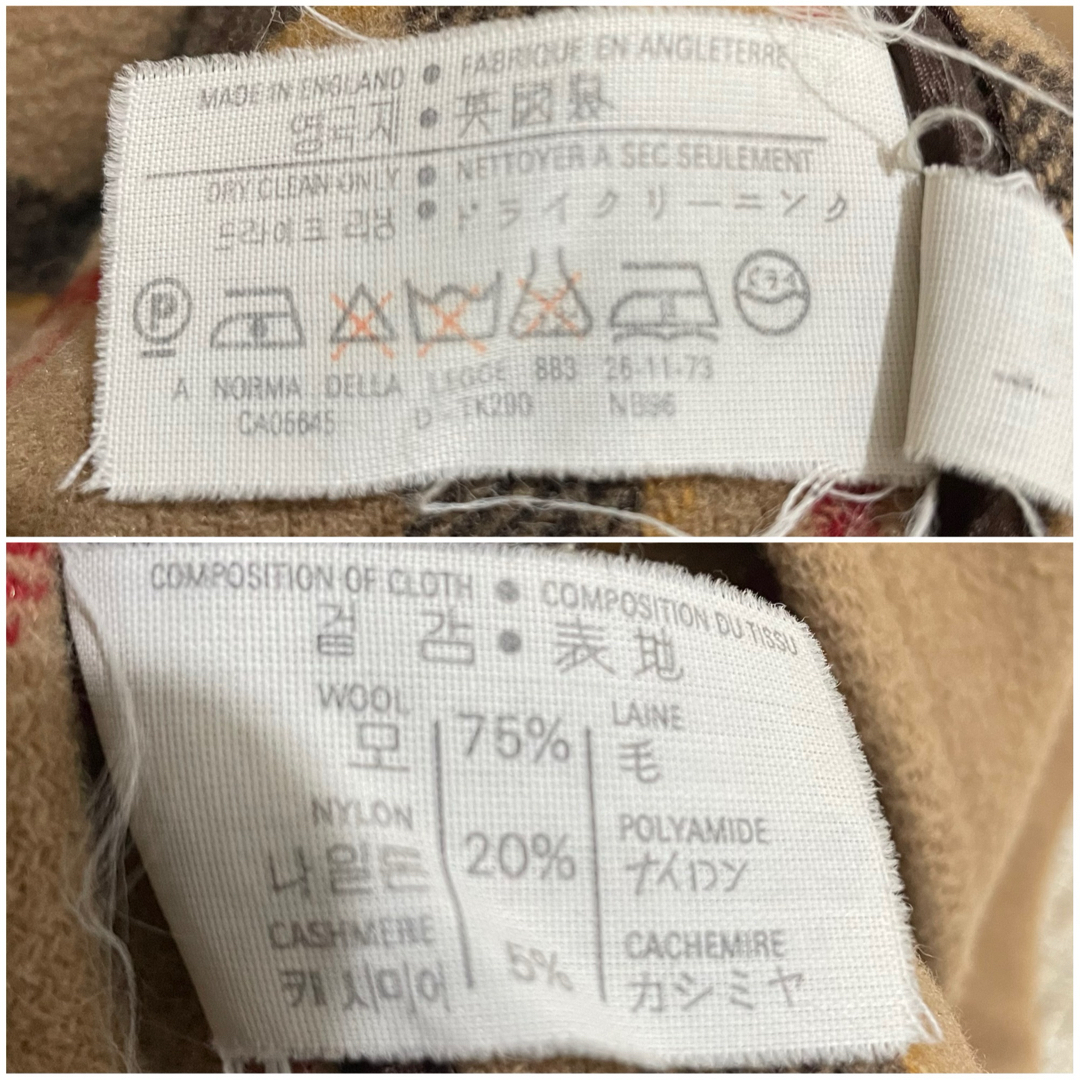 MADE IN ENGLAND • FABRIQUE EN ANGLETERRE
영국제 • 英国製
DRY CLEAN ONLY • NETTOYER A SEC SEULEMENT
드라이크리닝 • ドライクリーニング
P
A NORMA DELLA LEGGE 883 26-11-73
CA05645 D TK290 NB96
COMPOSITION OF CLOTH • COMPOSITION DU TISSU
겉 감 • 表地
WOOL 75% LAINE
모 毛
NYLON 20% POLYAMIDE
나일론 ナイロン
CASHMERE 5% CACHEMIRE
캐시미어 カシミヤ